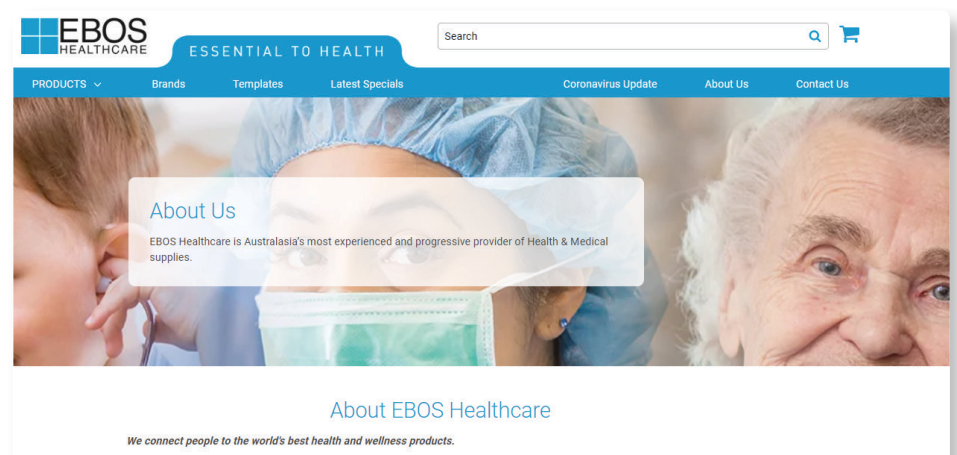 EBOS
HEALTHCARE
ESSENTIAL TO HEALTH
Search
PRODUCTS
Brands
Templates
Latest Specials
Coronavirus Update
About Us
Contact Us
About Us
EBOS Healthcare is Australasia's most experienced and progressive provider of Health & Medical
supplies.
About EBOS Healthcare
We connect people to the world's best health and wellness products.